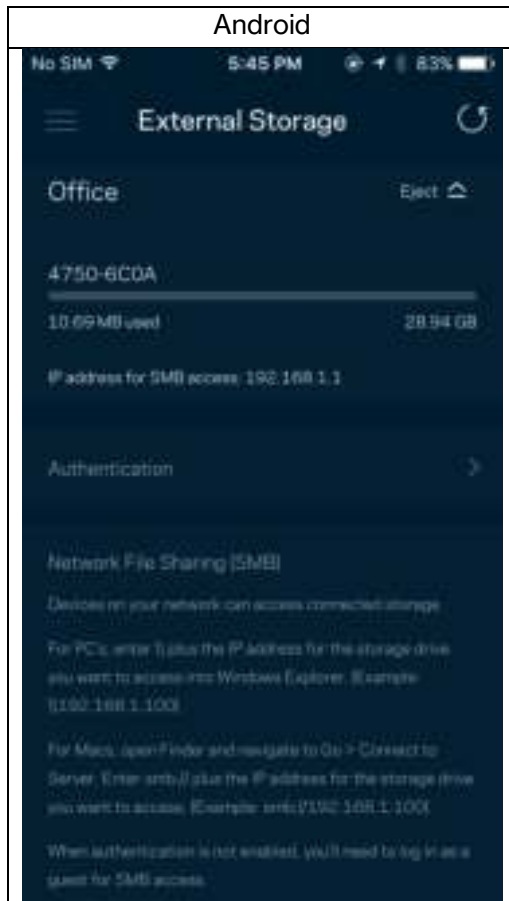 Android
No SIM 5:45 PM 83%
External Storage
Office Eject
4750-6C0A
10.69 MB used 28.94 GB
IP address for SMB access: 192.168.1.1
Authentication
Network File Sharing (SMB)
Devices on your network can access connected storage
For PC's, enter \\ plus the IP address for the storage drive
you want to access into Windows Explorer. (Example:
\\192.168.1.100)
For Macs, open Finder and navigate to Go > Connect to
Server. Enter smb:// plus the IP address for the storage drive
you want to access. (Example: smb://192.168.1.100)
When authentication is not enabled, you'll need to log in as a
guest for SMB access.